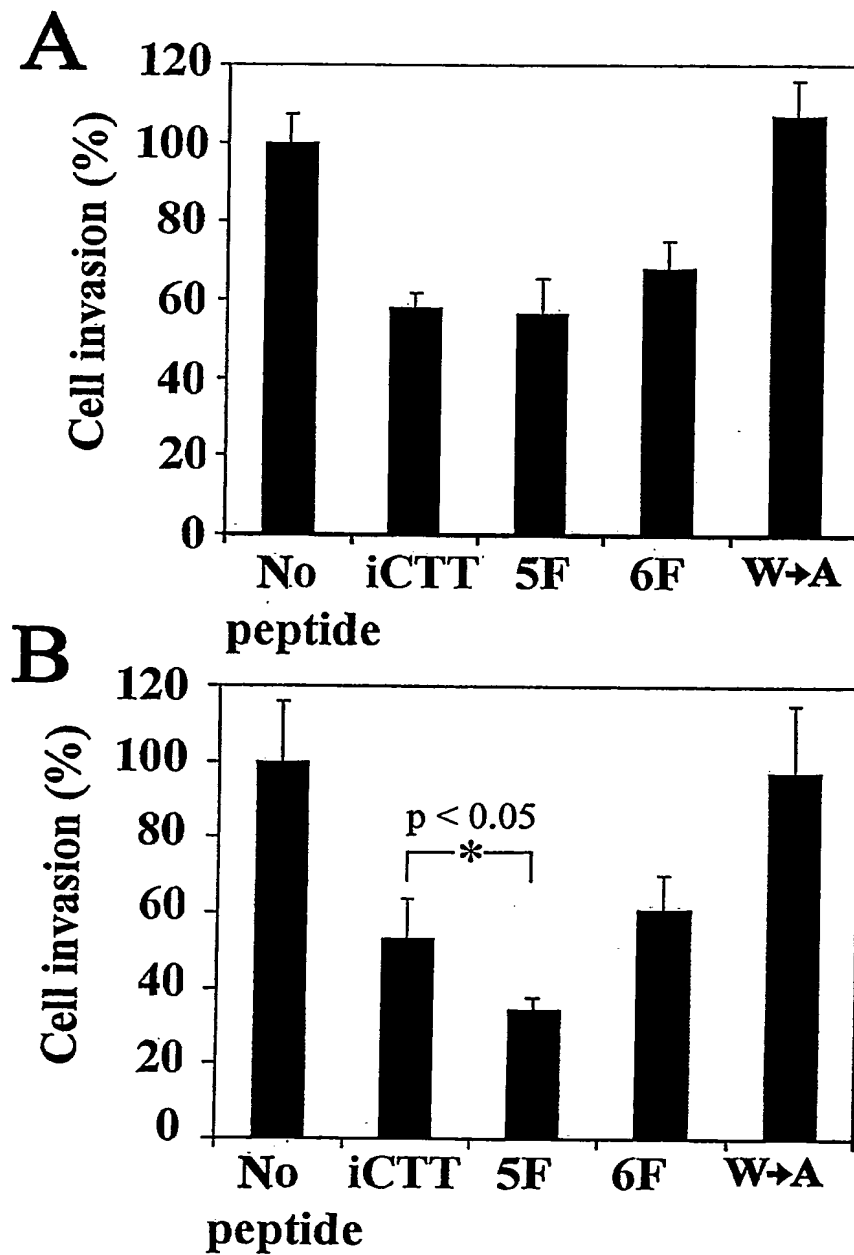 A
Cell invasion (%)
120
100
80
60
40
20
0
No peptide
iCTT
5F
6F
W→A
B
Cell invasion (%)
120
100
80
60
40
20
0
p < 0.05
*
No peptide
iCTT
5F
6F
W→A